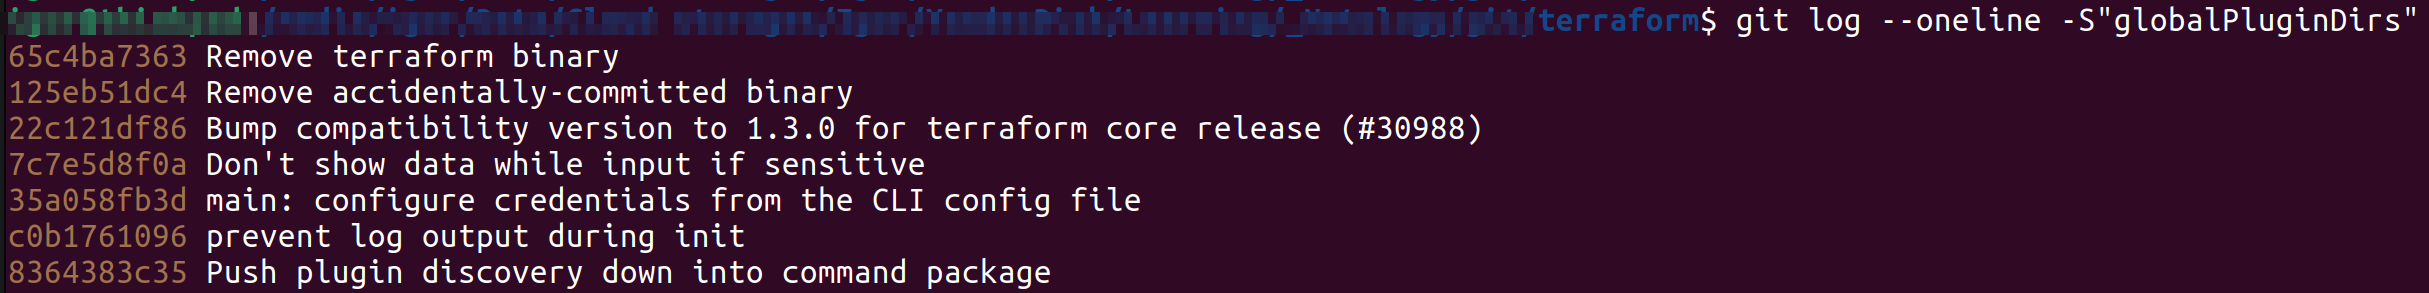 terraform$ git log --oneline -S"globalPluginDirs"
65c4ba7363 Remove terraform binary
125eb51dc4 Remove accidentally-committed binary
22c121df86 Bump compatibility version to 1.3.0 for terraform core release (#30988)
7c7e5d8f0a Don't show data while input if sensitive
35a058fb3d main: configure credentials from the CLI config file
c0b1761096 prevent log output during init
8364383c35 Push plugin discovery down into command package